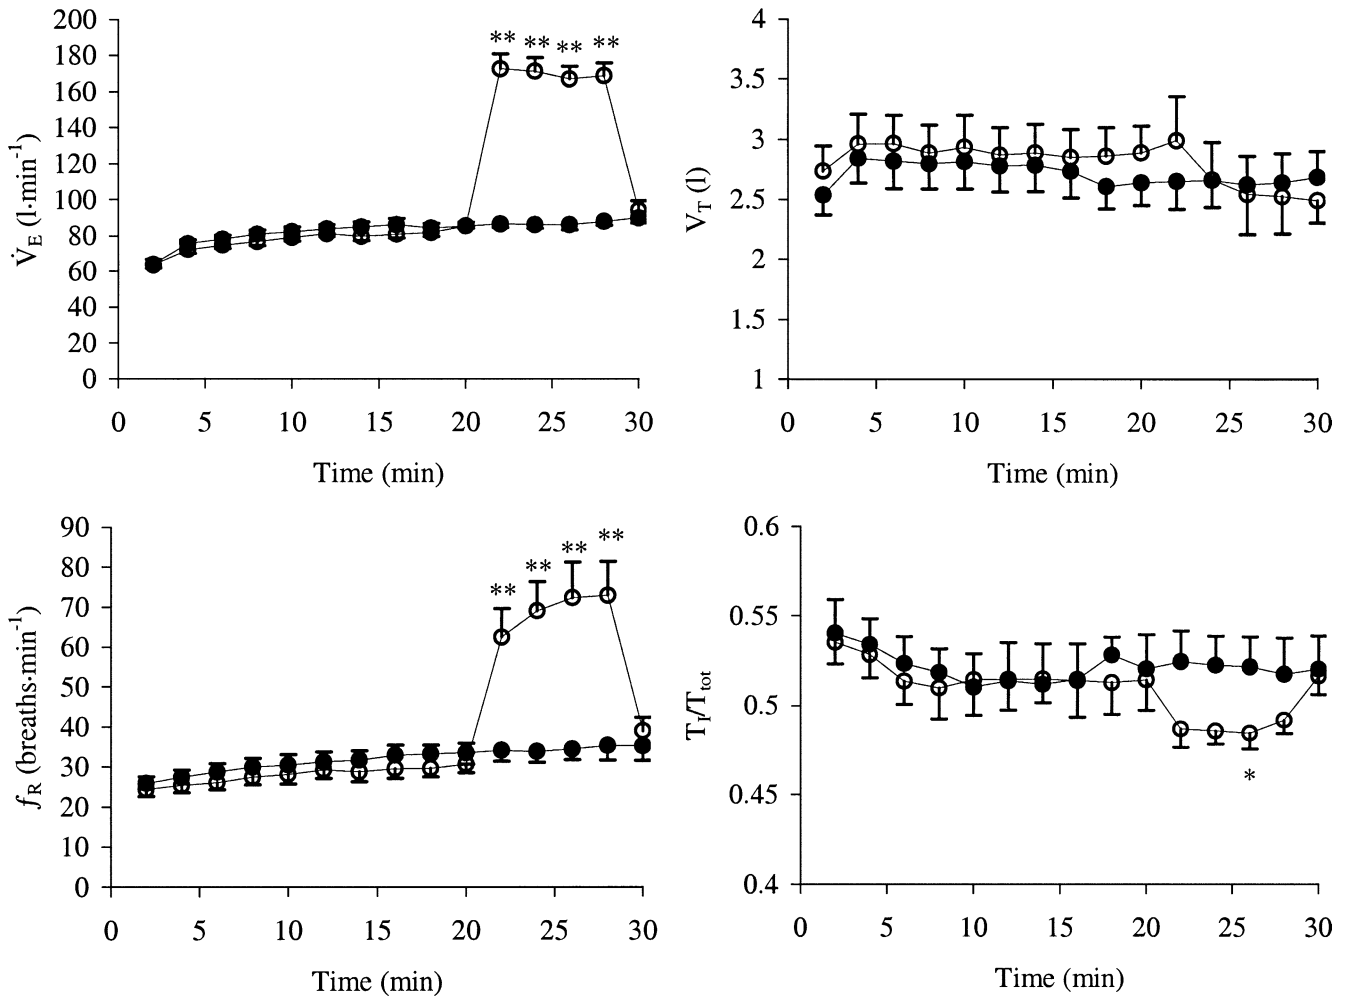 200
180
160
140
120
100
80
60
40
20
0
V̇E (l·min-1)
** ** ** **
0 5 10 15 20 25 30
Time (min)
4
3.5
3
2.5
2
1.5
1
VT (l)
0 5 10 15 20 25 30
Time (min)
90
80
70
60
50
40
30
20
10
0
fR (breaths·min-1)
** ** ** **
0 5 10 15 20 25 30
Time (min)
0.6
0.55
0.5
0.45
0.4
TI/Ttot
*
0 5 10 15 20 25 30
Time (min)